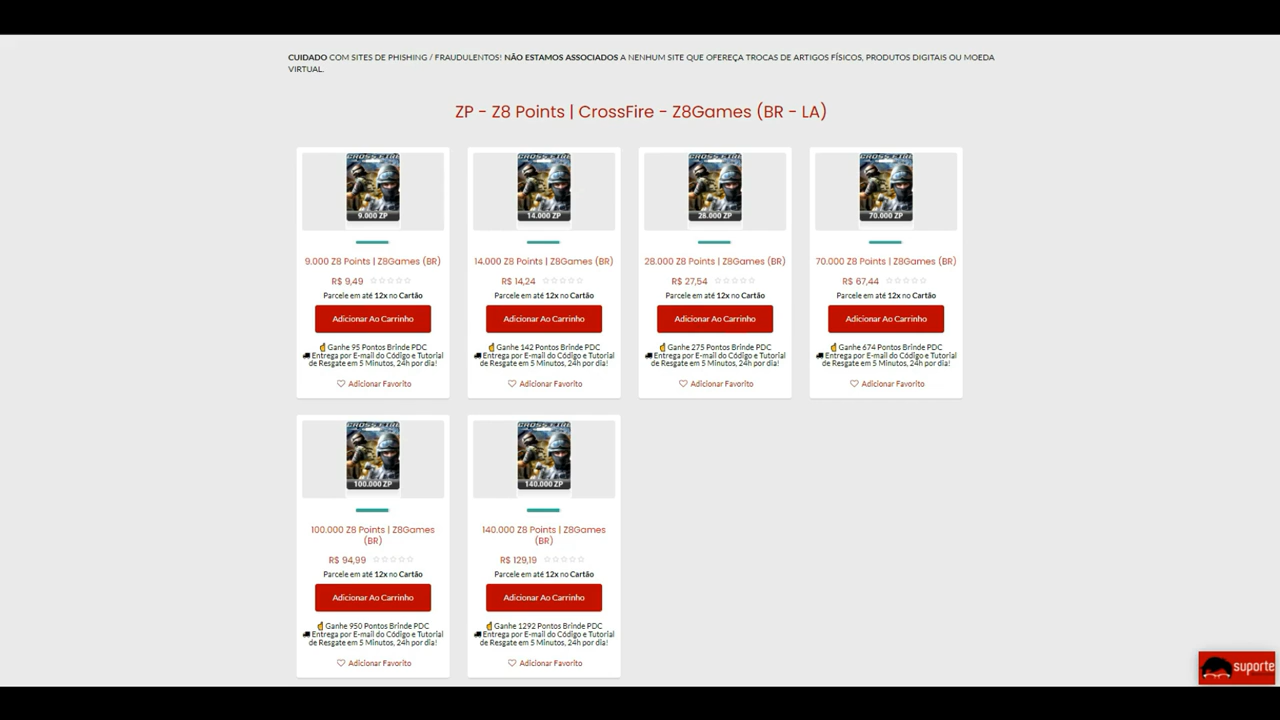 CUIDADO COM SITES DE PHISHING / FRAUDULENTOS! NÃO ESTAMOS ASSOCIADOS A NENHUM SITE QUE OFEREÇA TROCAS DE ARTIGOS FÍSICOS, PRODUTOS DIGITAIS OU MOEDA
VIRTUAL.
ZP - Z8 Points | CrossFire - Z8Games (BR - LA)
CROSS FIRE
9.000 ZP
9.000 Z8 Points | Z8Games (BR)
R$ 9,49
Parcele em até 12x no Cartão
Adicionar Ao Carrinho
Ganhe 95 Pontos Brinde PDC
Entrega por E-mail do Código e Tutorial
de Resgate em 5 Minutos, 24h por dia!
Adicionar Favorito
CROSS FIRE
14.000 ZP
14.000 Z8 Points | Z8Games (BR)
R$ 14,24
Parcele em até 12x no Cartão
Adicionar Ao Carrinho
Ganhe 142 Pontos Brinde PDC
Entrega por E-mail do Código e Tutorial
de Resgate em 5 Minutos, 24h por dia!
Adicionar Favorito
CROSS FIRE
28.000 ZP
28.000 Z8 Points | Z8Games (BR)
R$ 27,54
Parcele em até 12x no Cartão
Adicionar Ao Carrinho
Ganhe 275 Pontos Brinde PDC
Entrega por E-mail do Código e Tutorial
de Resgate em 5 Minutos, 24h por dia!
Adicionar Favorito
CROSS FIRE
70.000 ZP
70.000 Z8 Points | Z8Games (BR)
R$ 67,44
Parcele em até 12x no Cartão
Adicionar Ao Carrinho
Ganhe 674 Pontos Brinde PDC
Entrega por E-mail do Código e Tutorial
de Resgate em 5 Minutos, 24h por dia!
Adicionar Favorito
CROSS FIRE
100.000 ZP
100.000 Z8 Points | Z8Games
(BR)
R$ 94,99
Parcele em até 12x no Cartão
Adicionar Ao Carrinho
Ganhe 950 Pontos Brinde PDC
Entrega por E-mail do Código e Tutorial
de Resgate em 5 Minutos, 24h por dia!
Adicionar Favorito
CROSS FIRE
140.000 ZP
140.000 Z8 Points | Z8Games
(BR)
R$ 129,19
Parcele em até 12x no Cartão
Adicionar Ao Carrinho
Ganhe 1292 Pontos Brinde PDC
Entrega por E-mail do Código e Tutorial
de Resgate em 5 Minutos, 24h por dia!
Adicionar Favorito
suporte